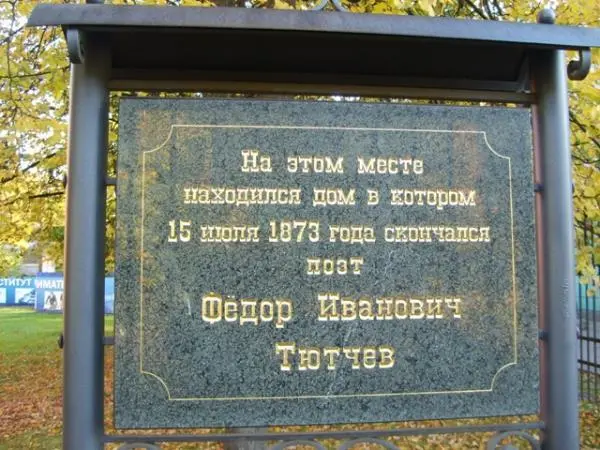 На этом месте
находился дом в котором
15 июля 1873 года скончался
поэт
Фёдор Иванович
Тютчев